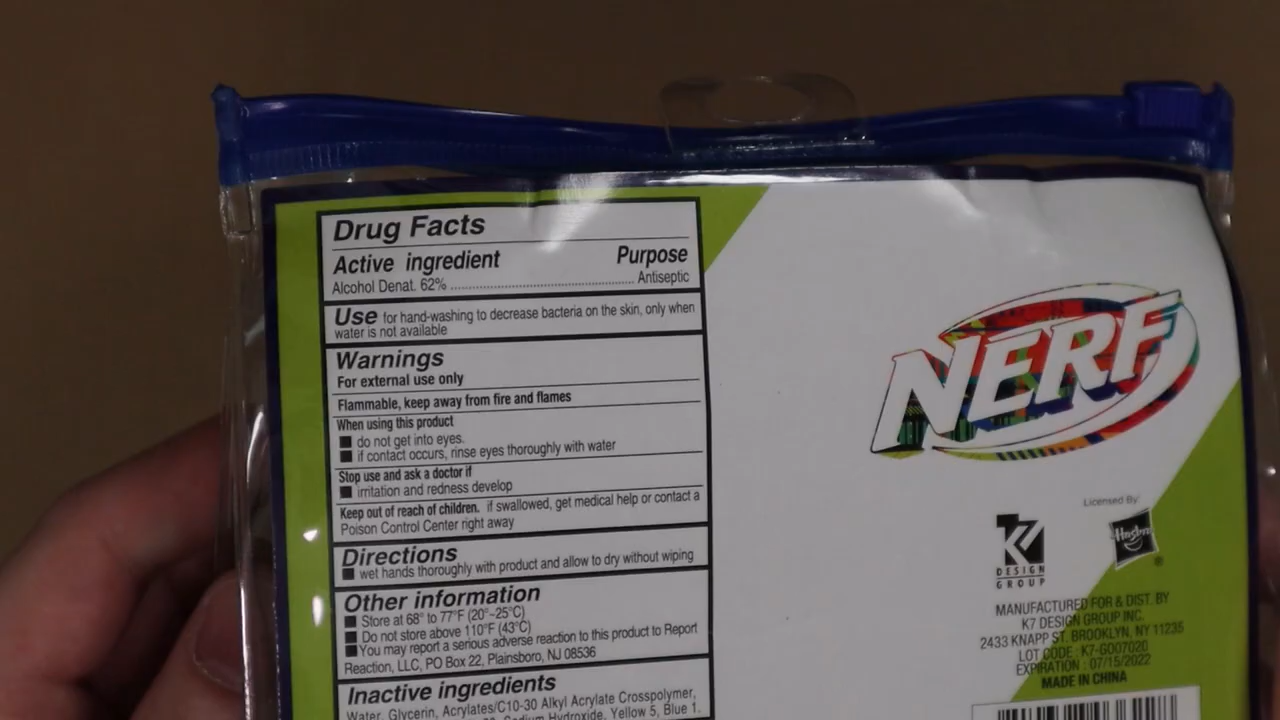 Drug Facts
Active ingredient Purpose
Alcohol Denat. 62% ........................................................ Antiseptic
Use for hand-washing to decrease bacteria on the skin, only when
water is not available
Warnings
For external use only
Flammable, keep away from fire and flames
When using this product
■ do not get into eyes.
■ if contact occurs, rinse eyes thoroughly with water
Stop use and ask a doctor if
■ irritation and redness develop
Keep out of reach of children. if swallowed, get medical help or contact a
Poison Control Center right away
Directions
■ wet hands thoroughly with product and allow to dry without wiping
Other information
■ Store at 68° to 77°F (20°-25°C)
■ Do not store above 110°F (43°C)
■ You may report a serious adverse reaction to this product to Report
Reaction, LLC, PO Box 22, Plainsboro, NJ 08536
Inactive ingredients
Water, Glycerin, Acrylates/C10-30 Alkyl Acrylate Crosspolymer,
Sodium Hydroxide, Yellow 5, Blue 1.
NERF
Licensed By:
K7
DESIGN
GROUP
Hasbro
®
MANUFACTURED FOR & DIST. BY
K7 DESIGN GROUP INC.
2433 KNAPP ST. BROOKLYN, NY 11235
LOT CODE: K7-G007020
EXPIRATION : 07/15/2022
MADE IN CHINA